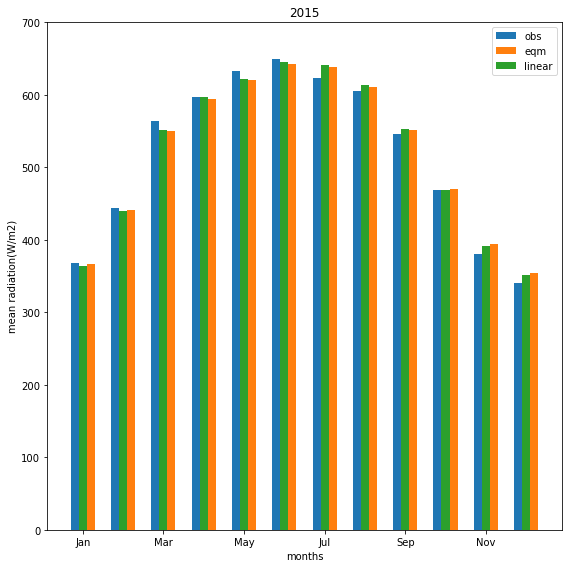 2015
obs
eqm
linear
mean radiation(W/m2)
700
600
500
400
300
200
100
0
Jan
Mar
May
Jul
Sep
Nov
months